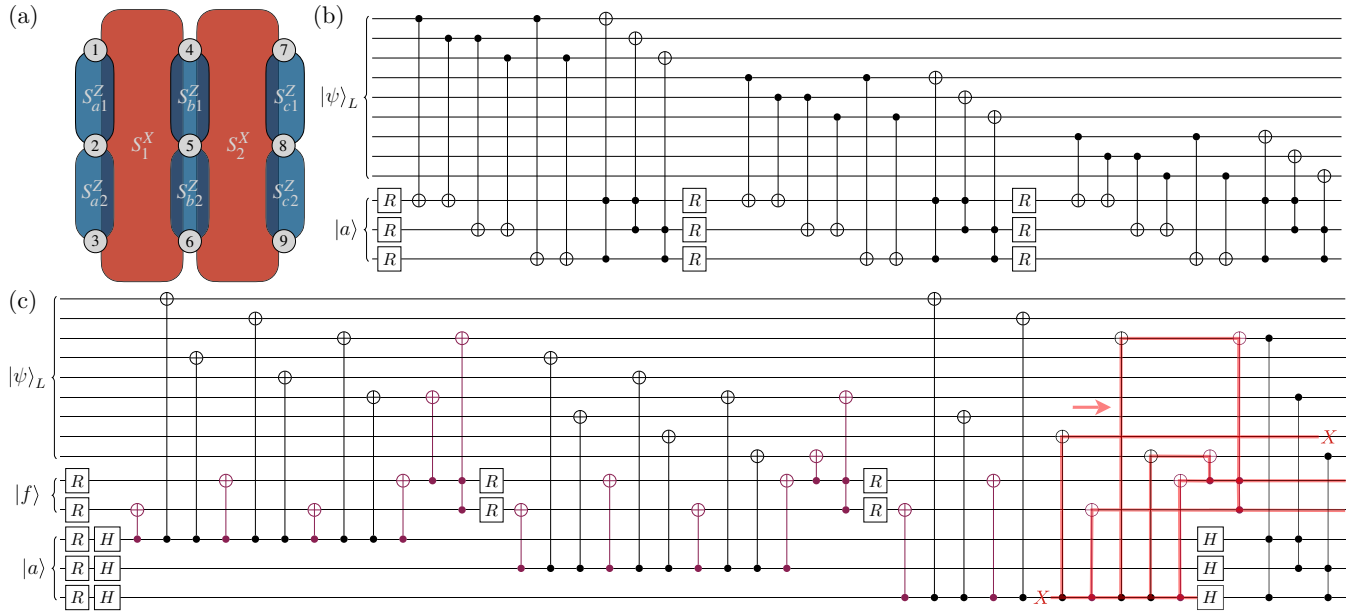 (a)
1 4 7
S^Z_{a1} S^Z_{b1} S^Z_{c1}
2 S^X_1 5 S^X_2 8
S^Z_{a2} S^Z_{b2} S^Z_{c2}
3 6 9
(b)
|ψ⟩_L
|a⟩
R R R
R R R
R R R
(c)
|ψ⟩_L
X
|f⟩
R R R
R R R
|a⟩
R H H
R H H
R H X H